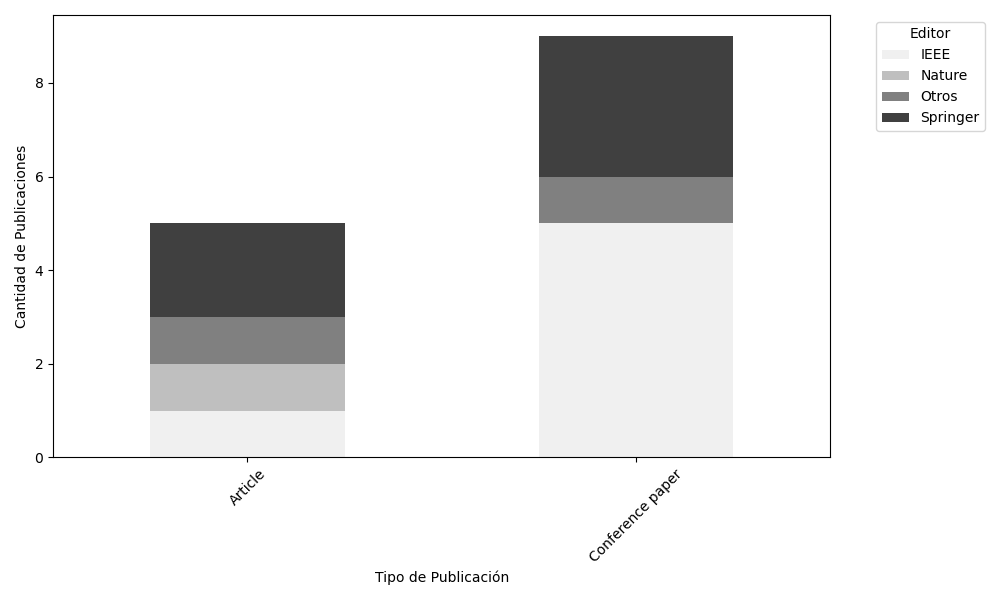 Editor
IEEE
Nature
Otros
Springer
Cantidad de Publicaciones
8
6
4
2
0
Article
Conference paper
Tipo de Publicación